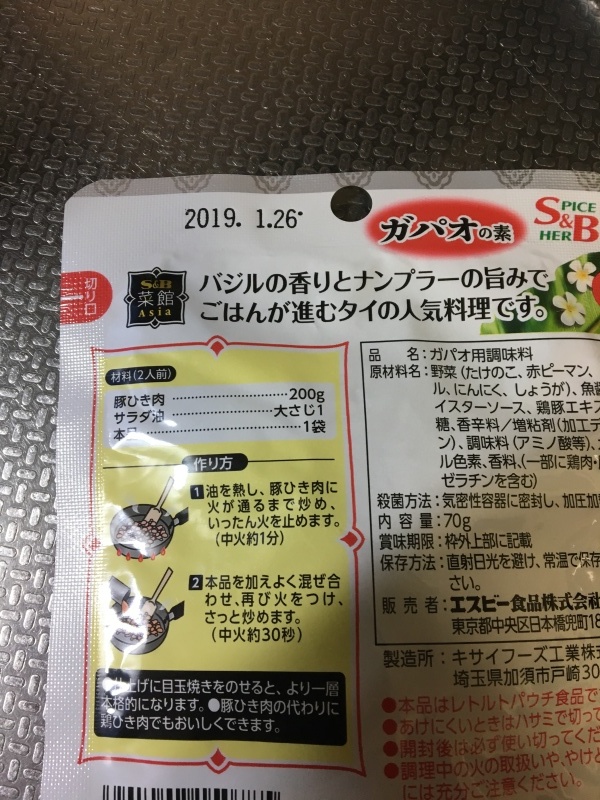 2019. 1.26
ガパオの素
SPICE
&
HERB
S&B
菜館
Asia
切り口
バジルの香りとナンプラーの旨みで
ごはんが進むタイの人気料理です。
材料(2人前)
豚ひき肉 200g
サラダ油 大さじ1
本品 1袋
作り方
1 油を熱し、豚ひき肉に
火が通るまで炒め、
いったん火を止めます。
(中火約1分)
2 本品を加えよく混ぜ合
わせ、再び火をつけ、
さっと炒めます。
(中火約30秒)
●仕上げに目玉焼きをのせると、より一層
本格的になります。●豚ひき肉の代わりに
鶏ひき肉でもおいしくできます。
品 名:ガパオ用調味料
原材料名:野菜(たけのこ、赤ピーマン、
ル、にんにく、しょうが)、魚醤
イスターソース、鶏豚エキス
糖、香辛料/増粘剤(加工デ
ン)、調味料(アミノ酸等)、
ル色素、香料、(一部に鶏肉・
ゼラチンを含む)
殺菌方法:気密性容器に密封し、加圧加
内容量:70g
賞味期限:枠外上部に記載
保存方法:直射日光を避け、常温で保存
さい。
販売者:エスビー食品株式会社
東京都中央区日本橋兜町18
製造所:キサイフーズ工業株式
埼玉県加須市戸崎30
●本品はレトルトパウチ食品で
●あけにくいときはハサミで切って
●開封後は必ず使い切ってくだ
●調理中の火の取扱いや、やけど
には充分ご注意ください。